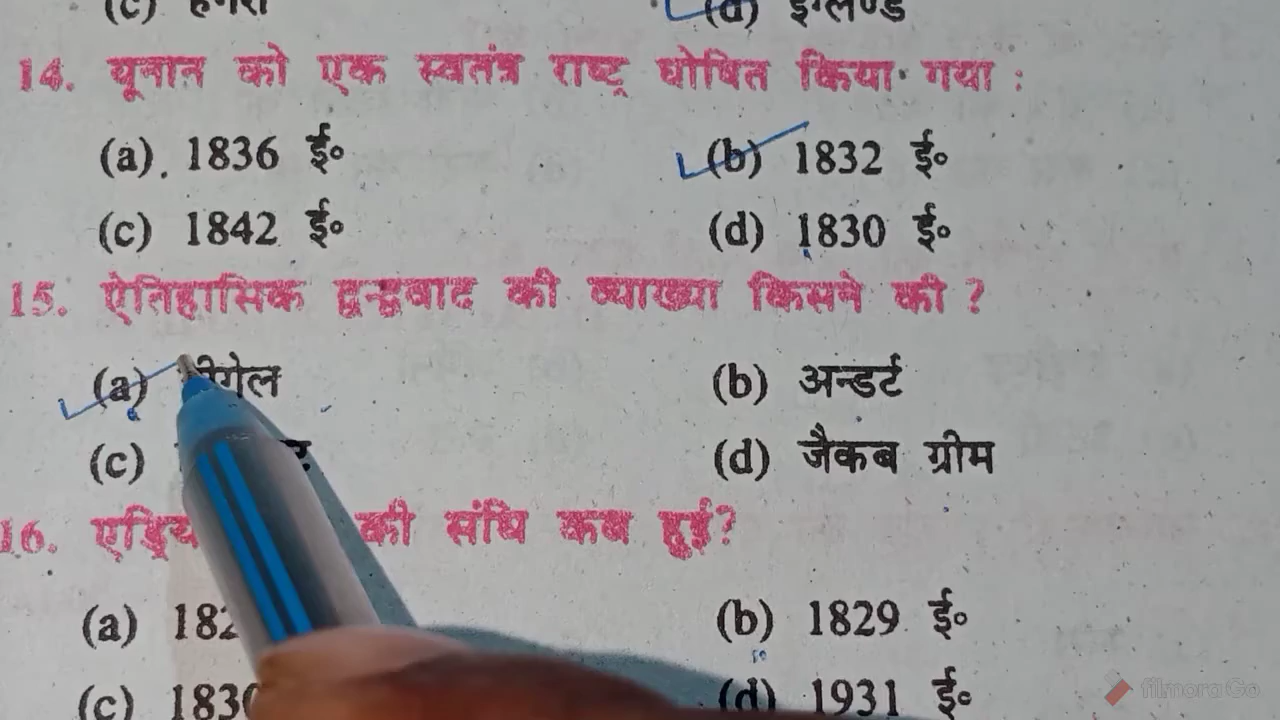 (c) हंगरी (d) इंग्लैण्ड
14. यूनान को एक स्वतंत्र राष्ट्र घोषित किया गया :
(a) 1836 ई० (b) 1832 ई०
(c) 1842 ई० (d) 1830 ई०
15. ऐतिहासिक द्वन्द्ववाद की व्याख्या किसने की ?
(a) (b) अन्डर्ट
(c) (d) जैकब ग्रीम
16. की संधि कब हुई?
(a) (b) 1829 ई०
(c) (d) 1931 ई०
filmoraGo